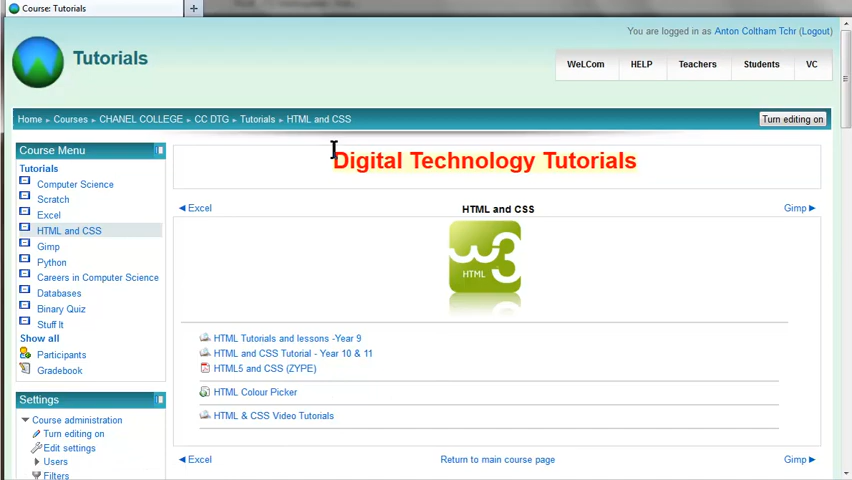 Course: Tutorials
You are logged in as Anton Coltham Tchr (Logout)
Tutorials
WeLCom HELP Teachers Students VC
Home ▸ Courses ▸ CHANEL COLLEGE ▸ CC DTG ▸ Tutorials ▸ HTML and CSS
Turn editing on
Course Menu
Tutorials
Computer Science
Scratch
Excel
HTML and CSS
Gimp
Python
Careers in Computer Science
Databases
Binary Quiz
Stuff It
Show all
Participants
Gradebook
Settings
Course administration
Turn editing on
Edit settings
Users
Filters
Digital Technology Tutorials
◀ Excel HTML and CSS Gimp ▶
w3
HTML
HTML Tutorials and lessons -Year 9
HTML and CSS Tutorial - Year 10 & 11
HTML5 and CSS (ZYPE)
HTML Colour Picker
HTML & CSS Video Tutorials
◀ Excel Return to main course page Gimp ▶